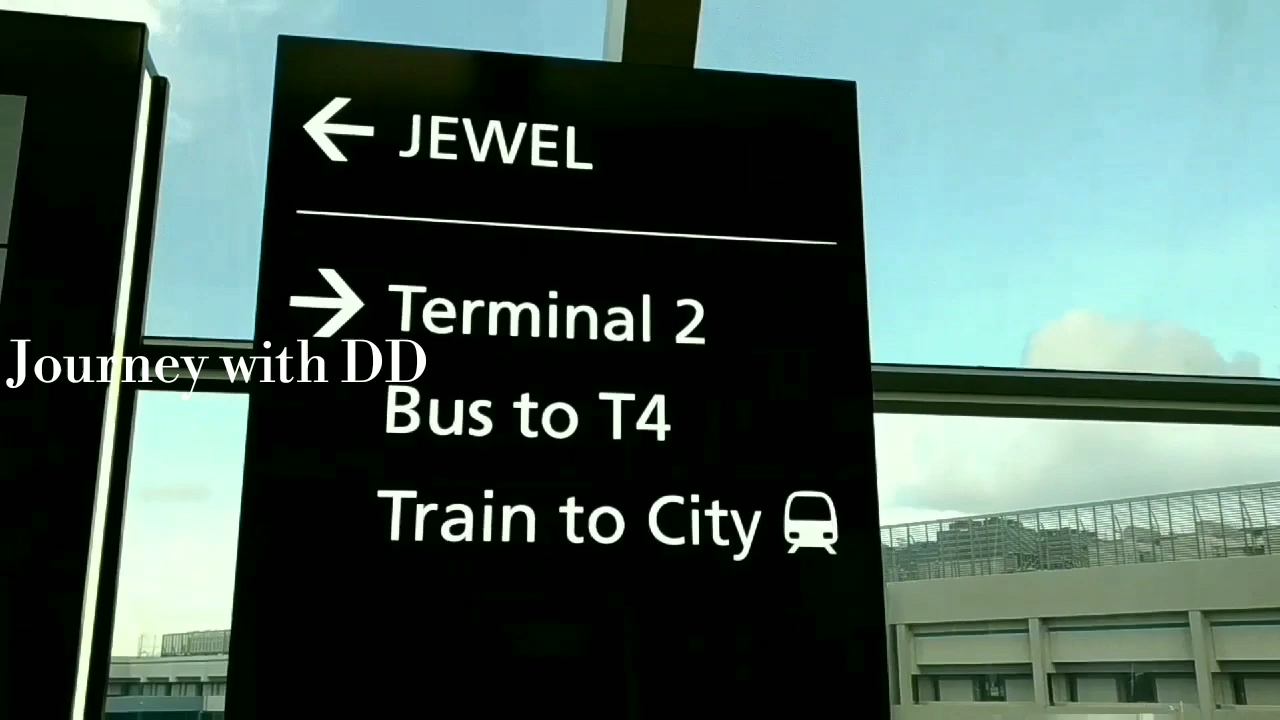 JEWEL
Terminal 2
Journey with DD
Bus to T4
Train to City